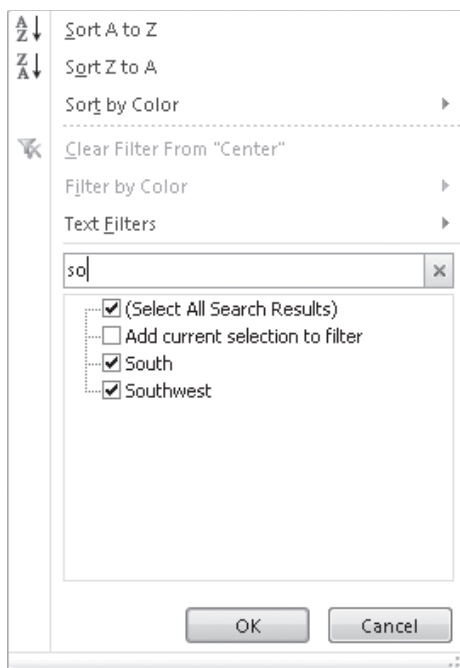 Sort A to Z
Sort Z to A
Sort by Color
Clear Filter From "Center"
Filter by Color
Text Filters
so
(Select All Search Results)
Add current selection to filter
South
Southwest
OK Cancel